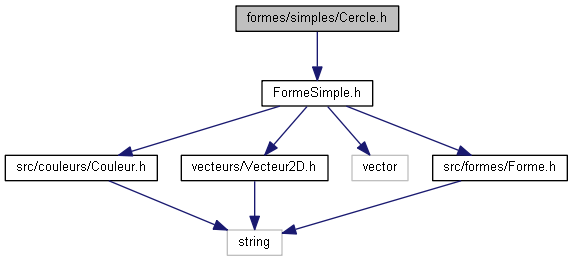 formes/simples/Cercle.h
FormeSimple.h
src/couleurs/Couleur.h
vecteurs/Vecteur2D.h
vector
src/formes/Forme.h
string